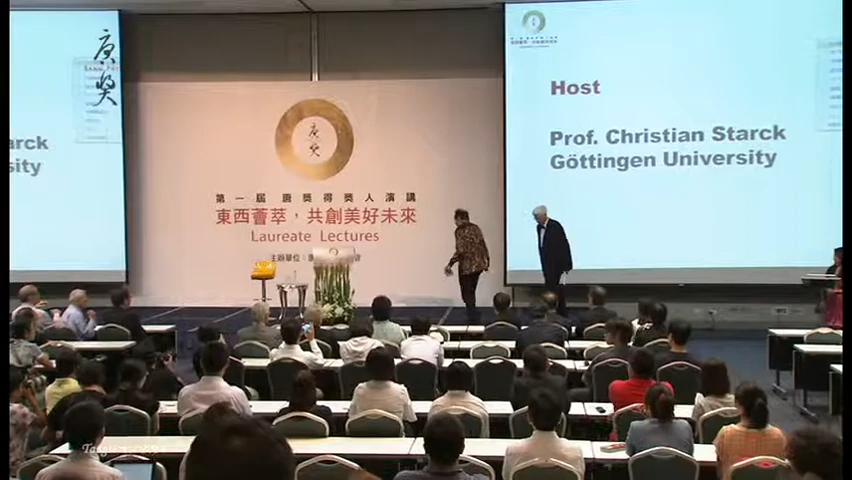 唐獎
arck
sity
唐獎
第一屆 唐獎得獎人演講
東西薈萃，共創美好未來
Laureate Lectures
主辦單位：
Host
Prof. Christian Starck
Göttingen University